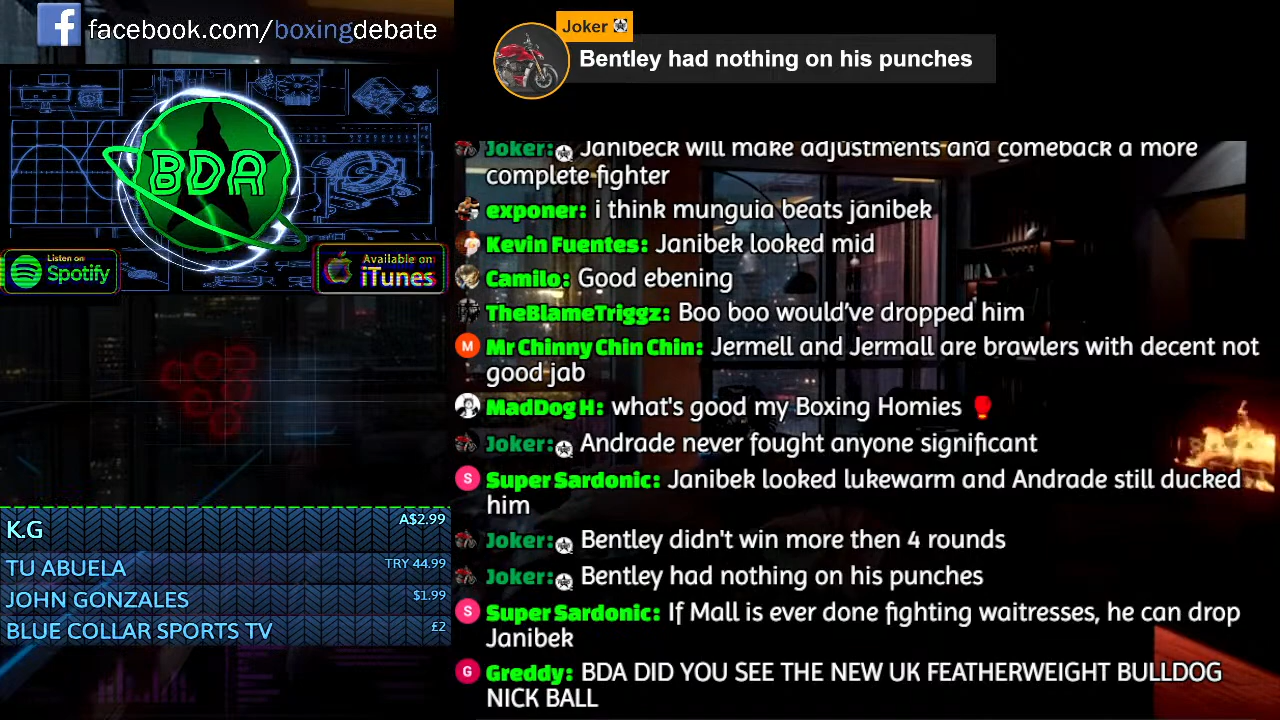 facebook.com/boxingdebate
BDA
Listen on
Spotify
Available on
iTunes
K.G A$2.99
TU ABUELA TRY 44.99
JOHN GONZALES $1.99
BLUE COLLAR SPORTS TV £2
Joker
Bentley had nothing on his punches
Joker: Janibeck will make adjustments and comeback a more
complete fighter
exponer: i think munguia beats janibek
Kevin Fuentes: Janibek looked mid
Camilo: Good ebening
TheBlameTriggz: Boo boo would've dropped him
M Mr Chinny Chin Chin: Jermell and Jermall are brawlers with decent not
good jab
MadDog H: what's good my Boxing Homies
Joker: Andrade never fought anyone significant
S Super Sardonic: Janibek looked lukewarm and Andrade still ducked
him
Joker: Bentley didn't win more then 4 rounds
Joker: Bentley had nothing on his punches
S Super Sardonic: If Mall is ever done fighting waitresses, he can drop
Janibek
G Greddy: BDA DID YOU SEE THE NEW UK FEATHERWEIGHT BULLDOG
NICK BALL